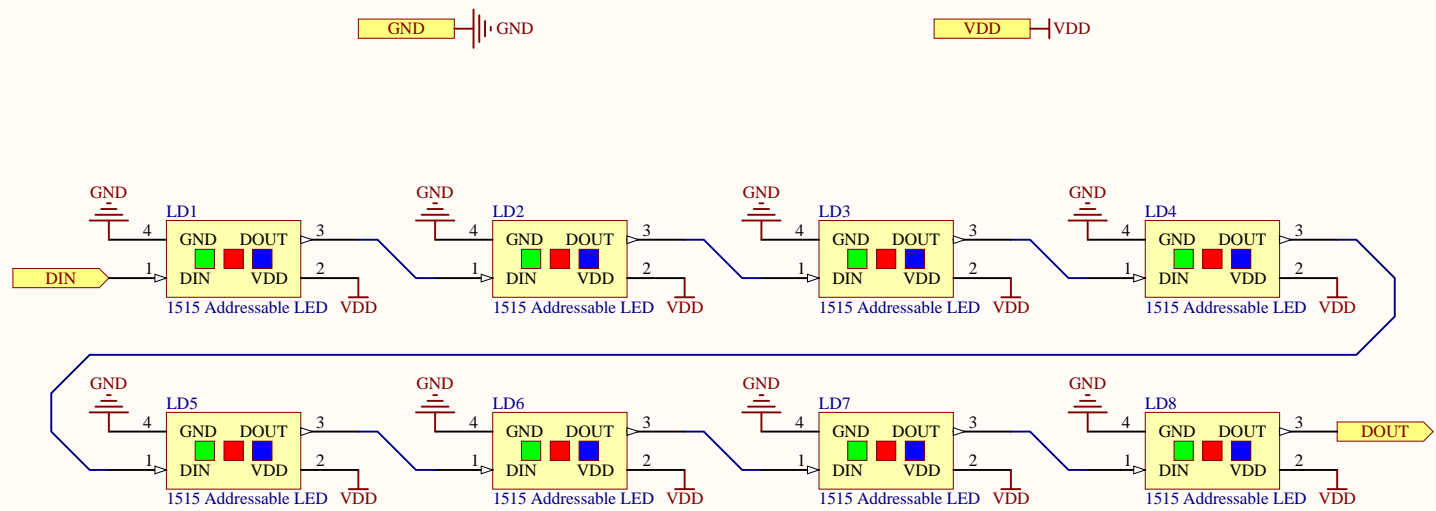 GND GND VDD VDD
GND GND GND GND
LD1 LD2 LD3 LD4
4 GND DOUT 3 4 GND DOUT 3 4 GND DOUT 3 4 GND DOUT 3
DIN 1 DIN VDD 2 1 DIN VDD 2 1 DIN VDD 2 1 DIN VDD 2
1515 Addressable LED VDD 1515 Addressable LED VDD 1515 Addressable LED VDD 1515 Addressable LED VDD
GND GND GND GND
LD5 LD6 LD7 LD8
4 GND DOUT 3 4 GND DOUT 3 4 GND DOUT 3 4 GND DOUT 3 DOUT
1 DIN VDD 2 1 DIN VDD 2 1 DIN VDD 2 1 DIN VDD 2
1515 Addressable LED VDD 1515 Addressable LED VDD 1515 Addressable LED VDD 1515 Addressable LED VDD